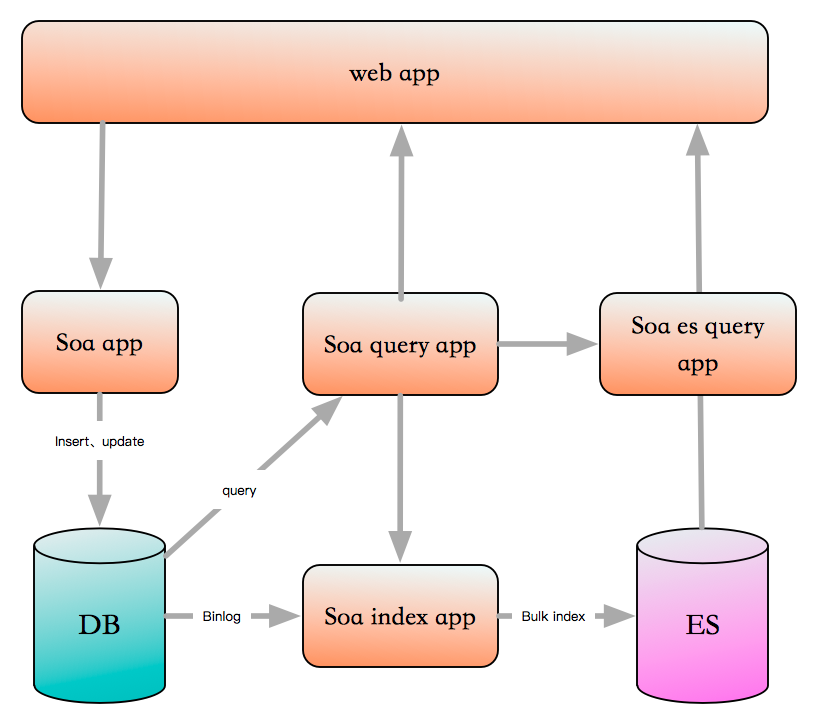 web app
Soa app
Soa query app
Soa es query
app
Insert、update
query
DB
Binlog
Soa index app
Bulk index
ES